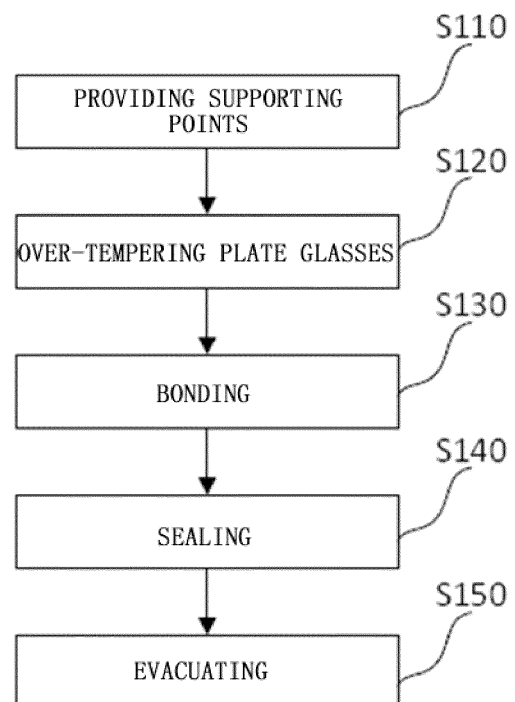 S110
PROVIDING SUPPORTING
POINTS
S120
OVER-TEMPERING PLATE GLASSES
S130
BONDING
S140
SEALING
S150
EVACUATING